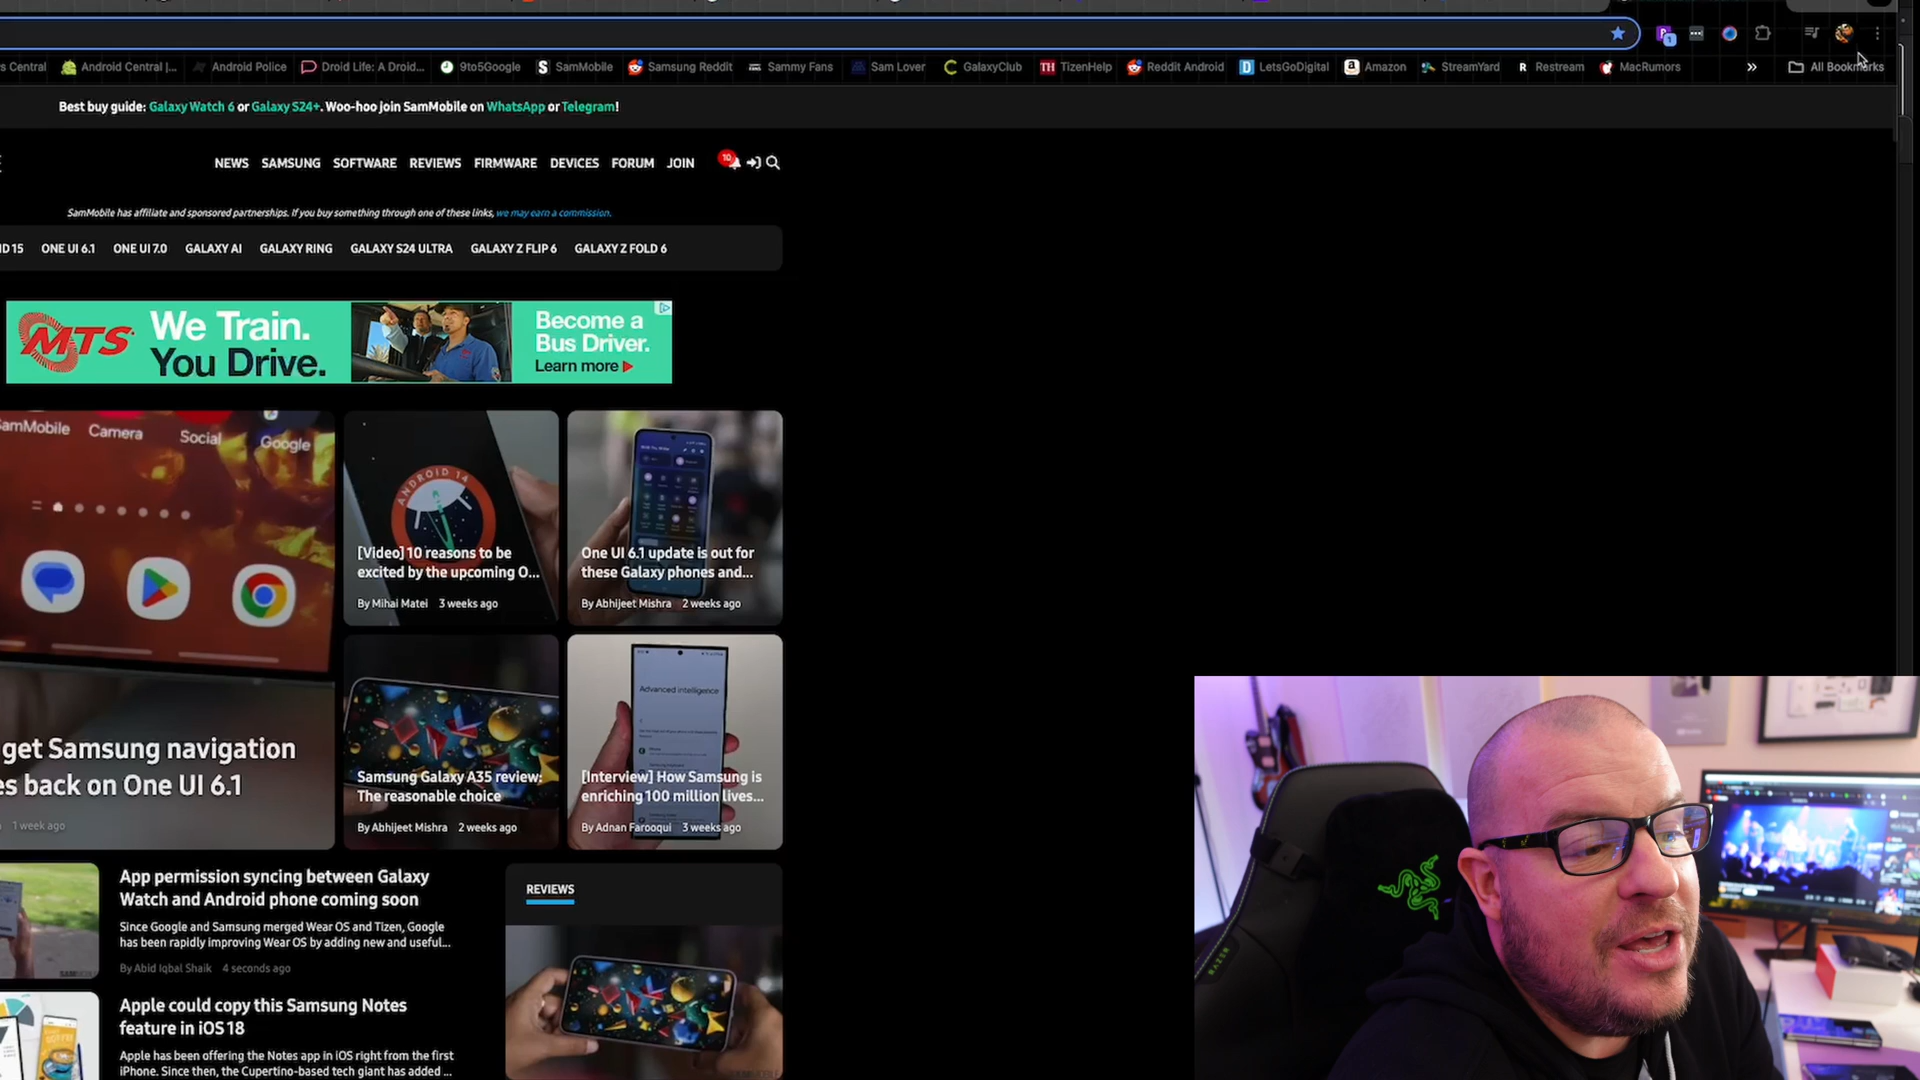 s Central
Android Central |...
Android Police
Droid Life: A Droid...
9to5Google
SamMobile
Samsung Reddit
Sammy Fans
Sam Lover
GalaxyClub
TizenHelp
Reddit Android
LetsGoDigital
Amazon
StreamYard
Restream
MacRumors
»
All Bookmarks
Best buy guide: Galaxy Watch 6 or Galaxy S24+. Woo-hoo join SamMobile on WhatsApp or Telegram!
NEWS SAMSUNG SOFTWARE REVIEWS FIRMWARE DEVICES FORUM JOIN 10
SamMobile has affiliate and sponsored partnerships. If you buy something through one of these links, we may earn a commission.
ID 15 ONE UI 6.1 ONE UI 7.0 GALAXY AI GALAXY RING GALAXY S24 ULTRA GALAXY Z FLIP 6 GALAXY Z FOLD 6
MTS
We Train.
You Drive.
Become a
Bus Driver.
Learn more
SamMobile Camera Social Google
get Samsung navigation
es back on One UI 6.1
1 week ago
ANDROID 14
[Video] 10 reasons to be
excited by the upcoming O...
By Mihai Matei 3 weeks ago
One UI 6.1 update is out for
these Galaxy phones and...
By Abhijeet Mishra 2 weeks ago
Samsung Galaxy A35 review:
The reasonable choice
By Abhijeet Mishra 2 weeks ago
Advanced intelligence
[Interview] How Samsung is
enriching 100 million lives...
By Adnan Farooqui 3 weeks ago
App permission syncing between Galaxy
Watch and Android phone coming soon
Since Google and Samsung merged Wear OS and Tizen, Google
has been rapidly improving Wear OS by adding new and useful...
By Abid Iqbal Shaik 4 seconds ago
Apple could copy this Samsung Notes
feature in iOS 18
Apple has been offering the Notes app in iOS right from the first
iPhone. Since then, the Cupertino-based tech giant has added ...
REVIEWS
RAZER